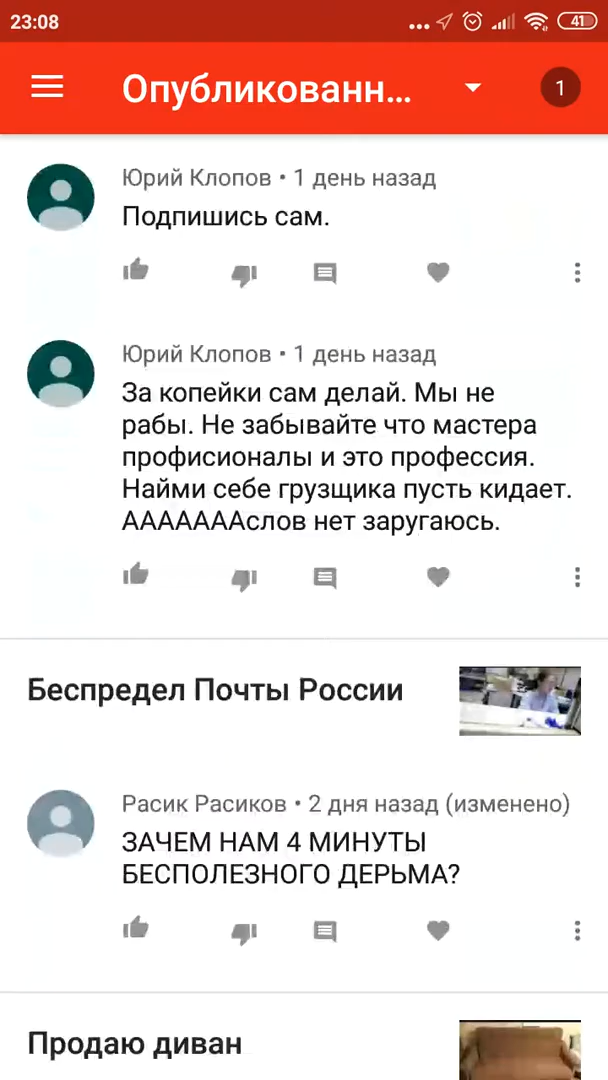 23:08
41
Опубликованн...
1
Юрий Клопов • 1 день назад
Подпишись сам.
Юрий Клопов • 1 день назад
За копейки сам делай. Мы не
рабы. Не забывайте что мастера
профисионалы и это профессия.
Найми себе грузщика пусть кидает.
АААААААслов нет заругаюсь.
Беспредел Почты России
Расик Расиков • 2 дня назад (изменено)
ЗАЧЕМ НАМ 4 МИНУТЫ
БЕСПОЛЕЗНОГО ДЕРЬМА?
Продаю диван